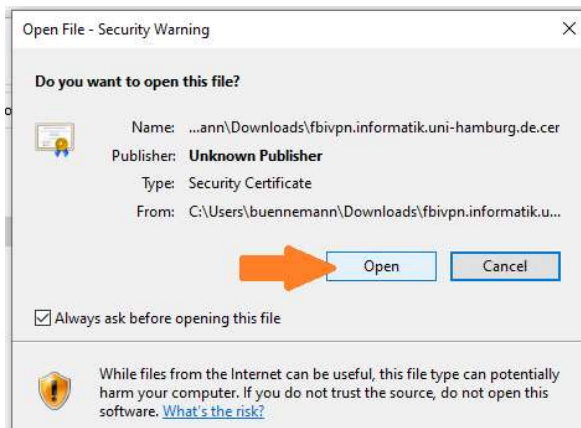 Open File - Security Warning
Do you want to open this file?
Name: ...ann\Downloads\fbivpn.informatik.uni-hamburg.de.cer
Publisher: Unknown Publisher
Type: Security Certificate
From: C:\Users\buennemann\Downloads\fbivpn.informatik.u...
Open Cancel
Always ask before opening this file
While files from the Internet can be useful, this file type can potentially
harm your computer. If you do not trust the source, do not open this
software. What's the risk?